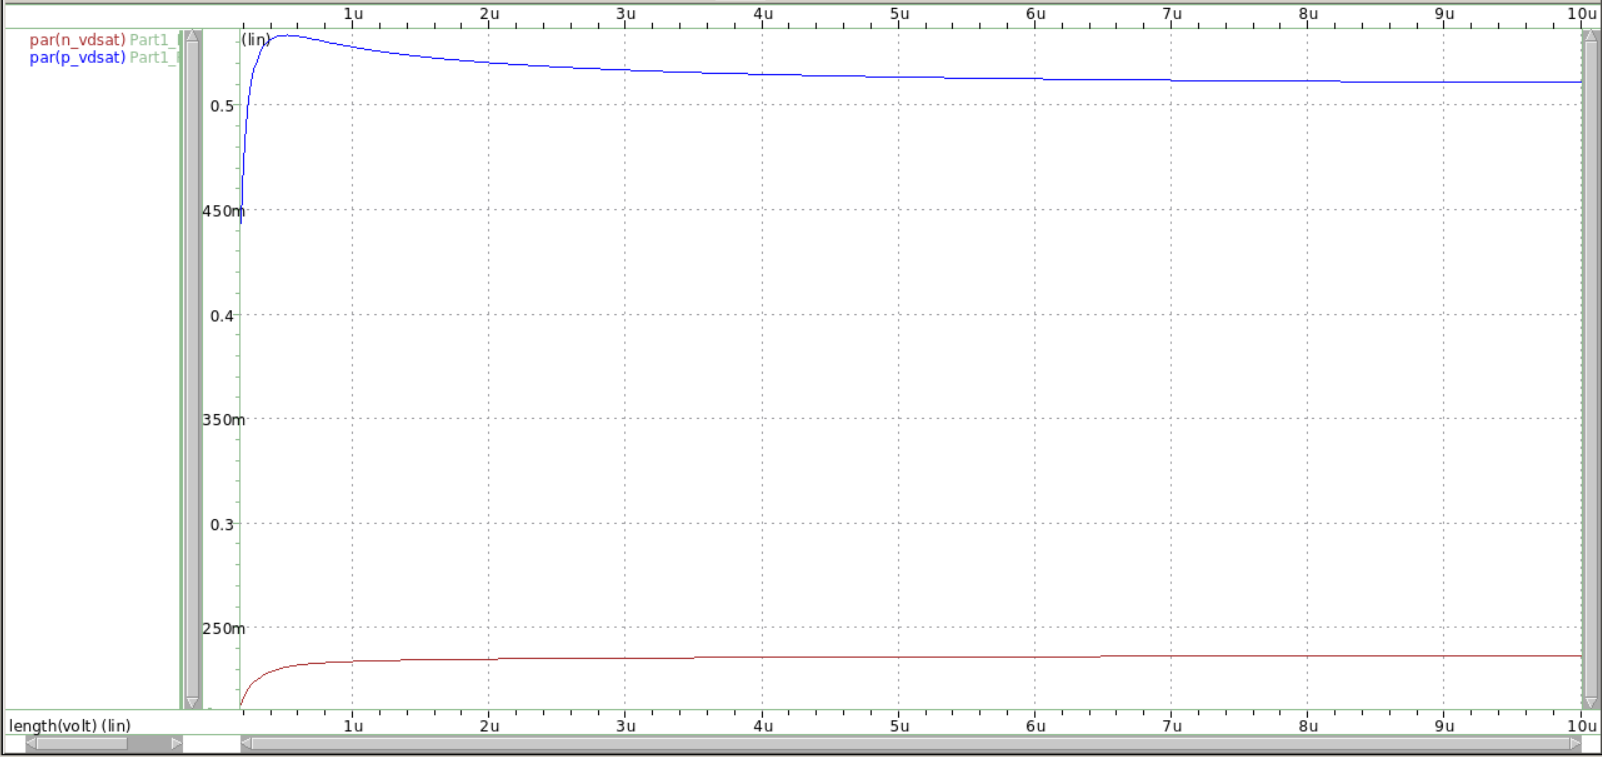 1u 2u 3u 4u 5u 6u 7u 8u 9u 10u
par(n_vdsat) Part1_
par(p_vdsat) Part1_
(lin)
0.5
450m
0.4
350m
0.3
250m
length(volt) (lin) 1u 2u 3u 4u 5u 6u 7u 8u 9u 10u